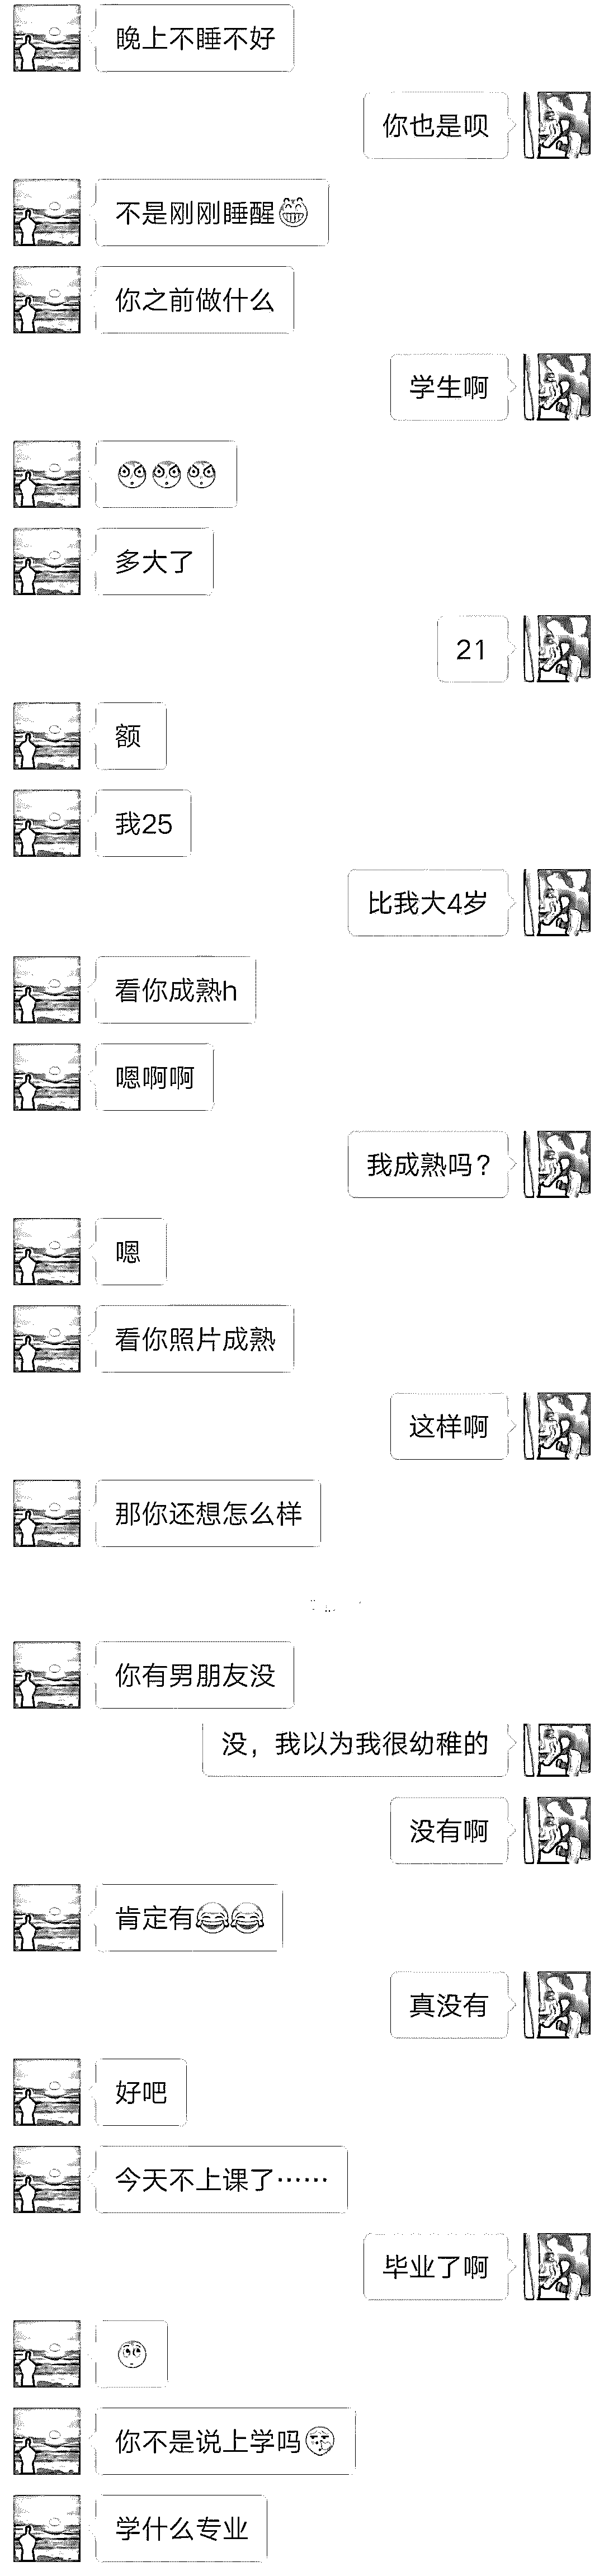 晚上不睡不好
你也是呗
不是刚刚睡醒😁
你之前做什么
学生啊
😳😳😳
多大了
21
额
我25
比我大4岁
看你成熟h
嗯啊啊
我成熟吗?
嗯
看你照片成熟
这样啊
那你还想怎么样
你有男朋友没
没，我以为我很幼稚的
没有啊
肯定有😂😂
真没有
好吧
今天不上课了……
毕业了啊
🙄
你不是说上学吗😤
学什么专业